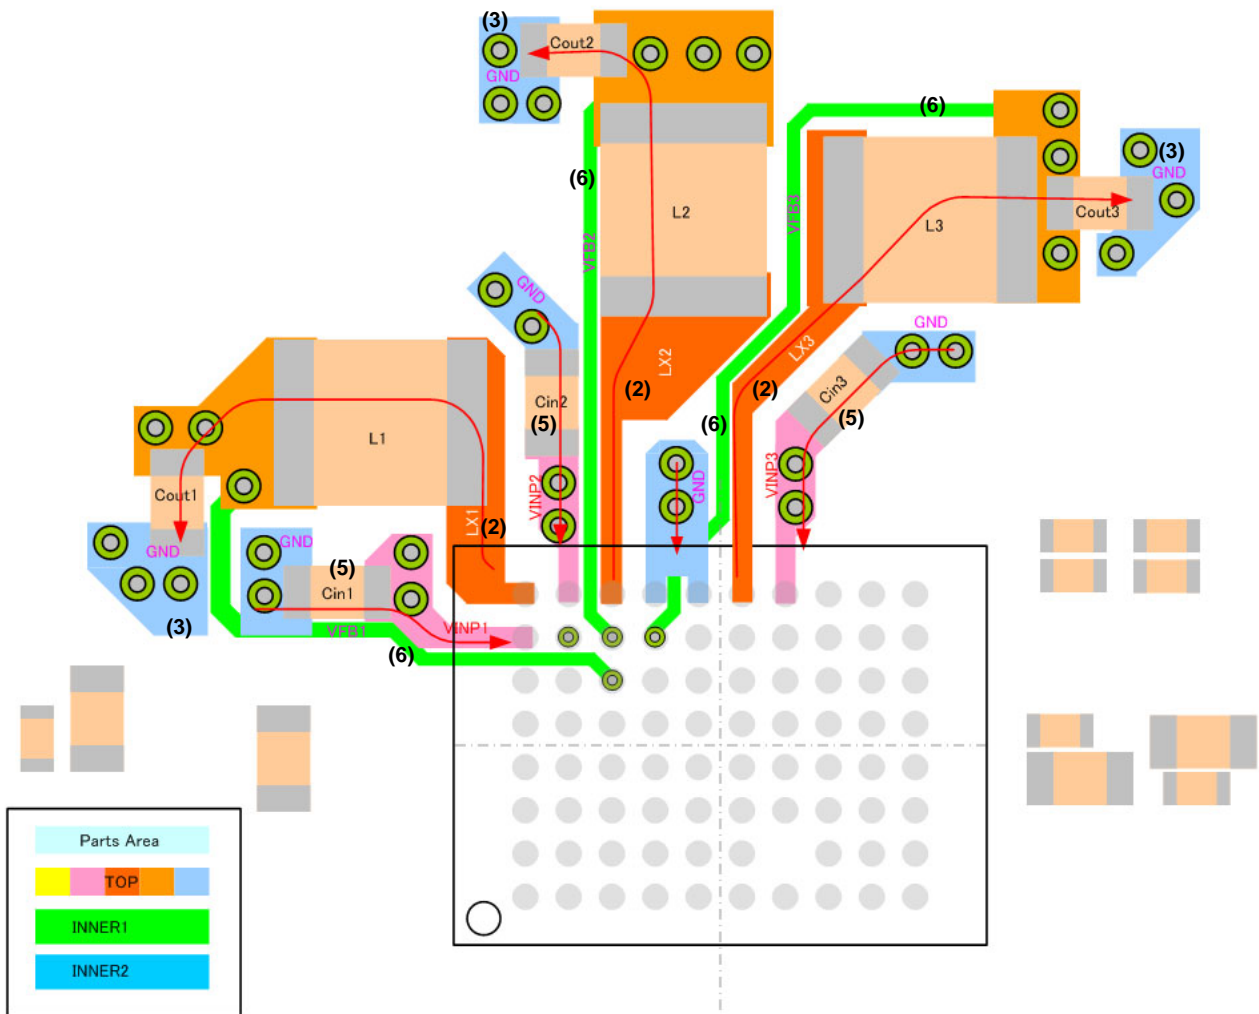 (3)
Cout2
GND
(6)
(6)
VFB2
L2
VFB3
L3
(3)
GND
Cout3
GND
LX2
LX3
GND
(2)
(2)
Cin3
(5)
Cin2
(5)
(6)
L1
VINP2
GND
VINP3
Cout1
LX1
(2)
GND
GND
(5)
Cin1
(3)
VFB1
VINP1
(6)
Parts Area
TOP
INNER1
INNER2